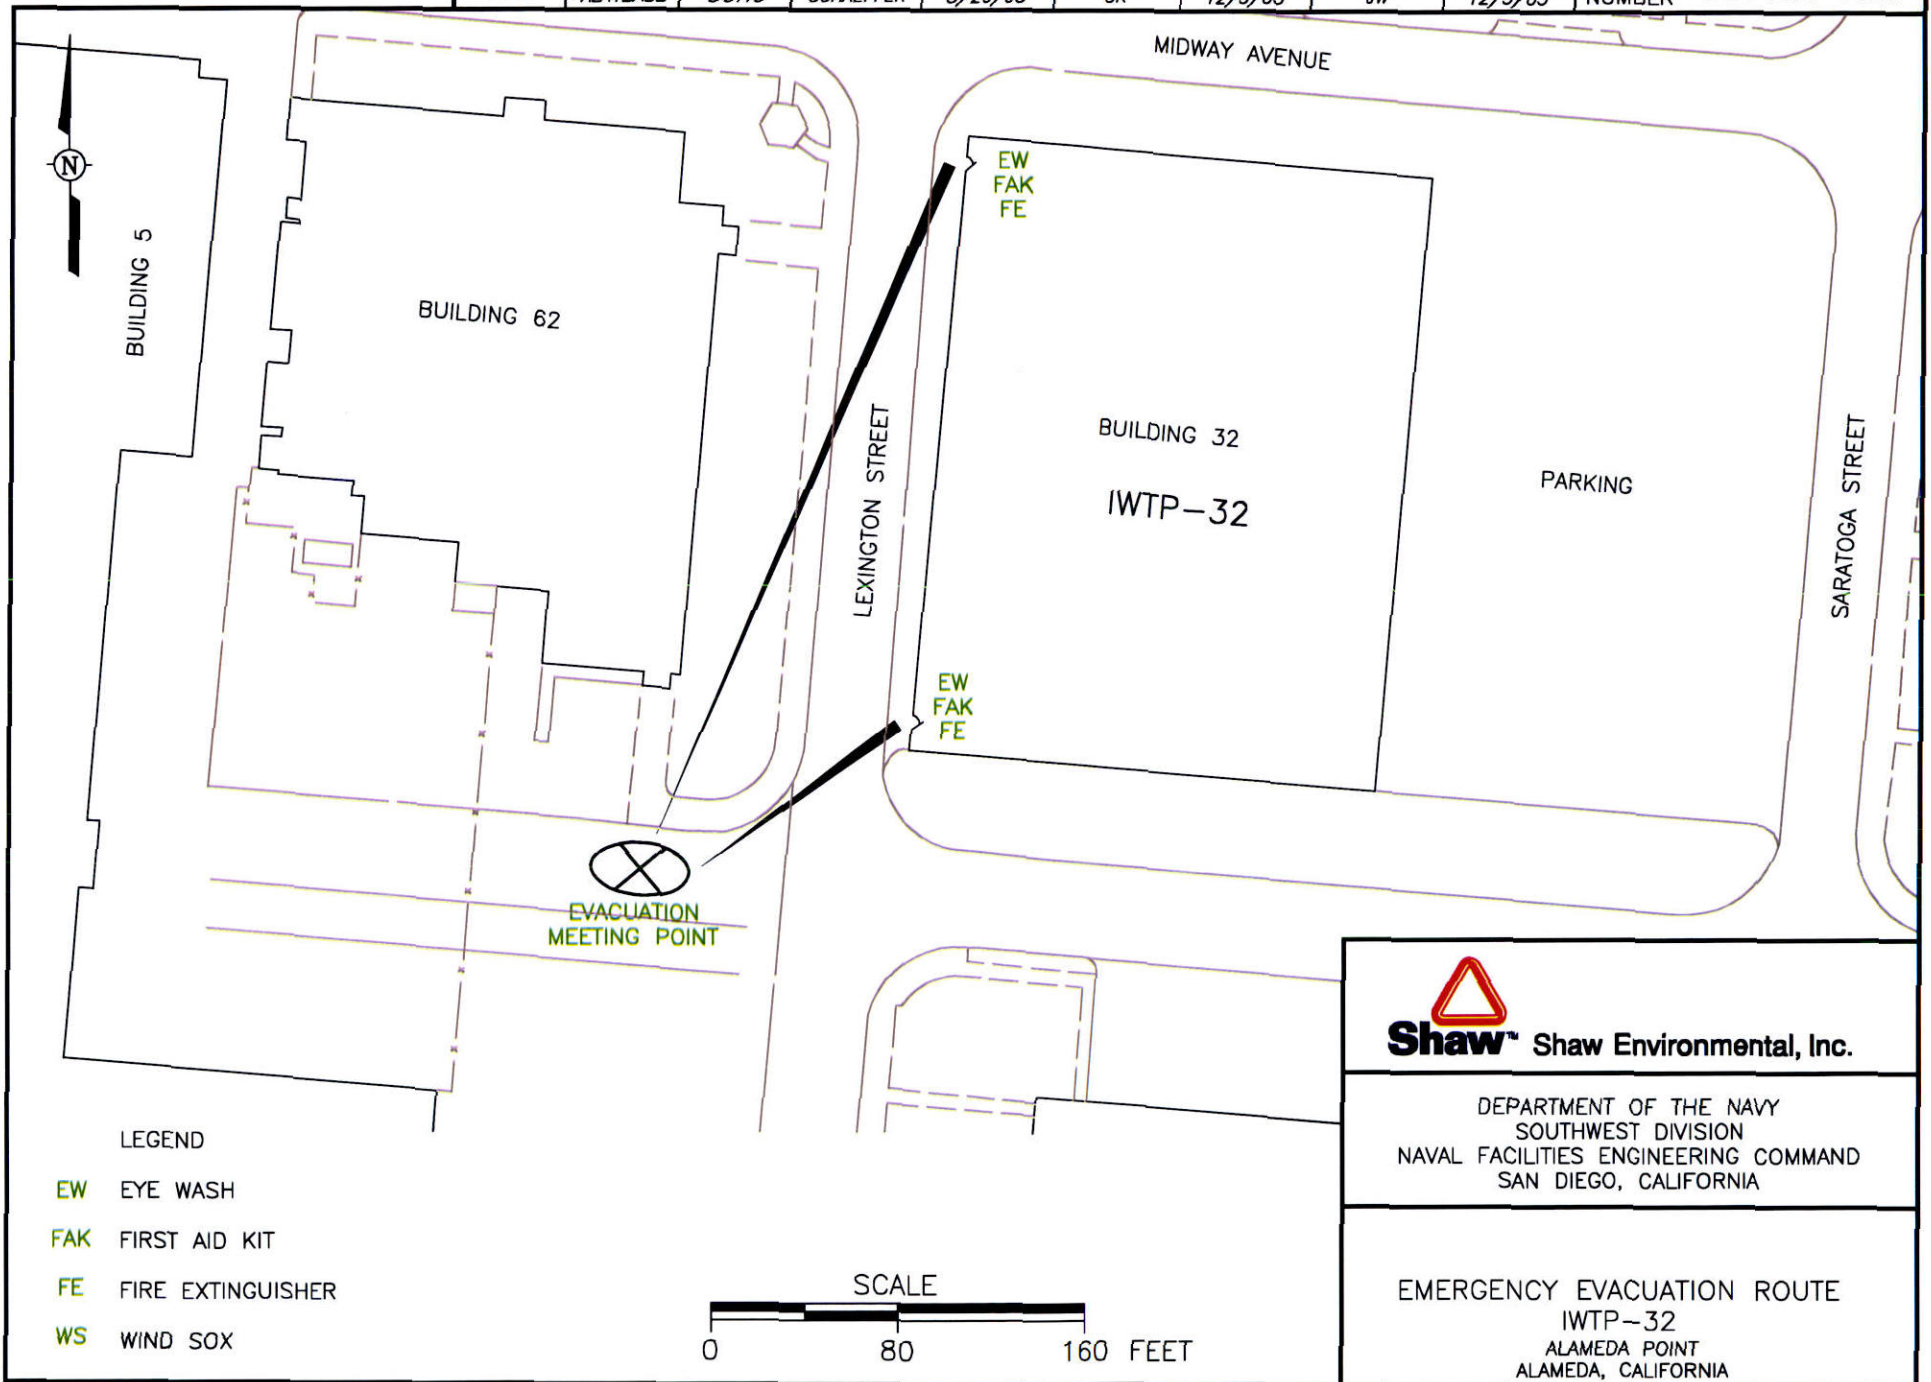 NUMBER
MIDWAY AVENUE
EW
FAK
FE
BUILDING 5
BUILDING 62
BUILDING 32
IWTP-32
PARKING
LEXINGTON STREET
SARATOGA STREET
EW
FAK
FE
EVACUATION
MEETING POINT
N
LEGEND
EW EYE WASH
FAK FIRST AID KIT
FE FIRE EXTINGUISHER
WS WIND SOX
SCALE
0 80 160 FEET
Shaw™ Shaw Environmental, Inc.
DEPARTMENT OF THE NAVY
SOUTHWEST DIVISION
NAVAL FACILITIES ENGINEERING COMMAND
SAN DIEGO, CALIFORNIA
EMERGENCY EVACUATION ROUTE
IWTP-32
ALAMEDA POINT
ALAMEDA, CALIFORNIA